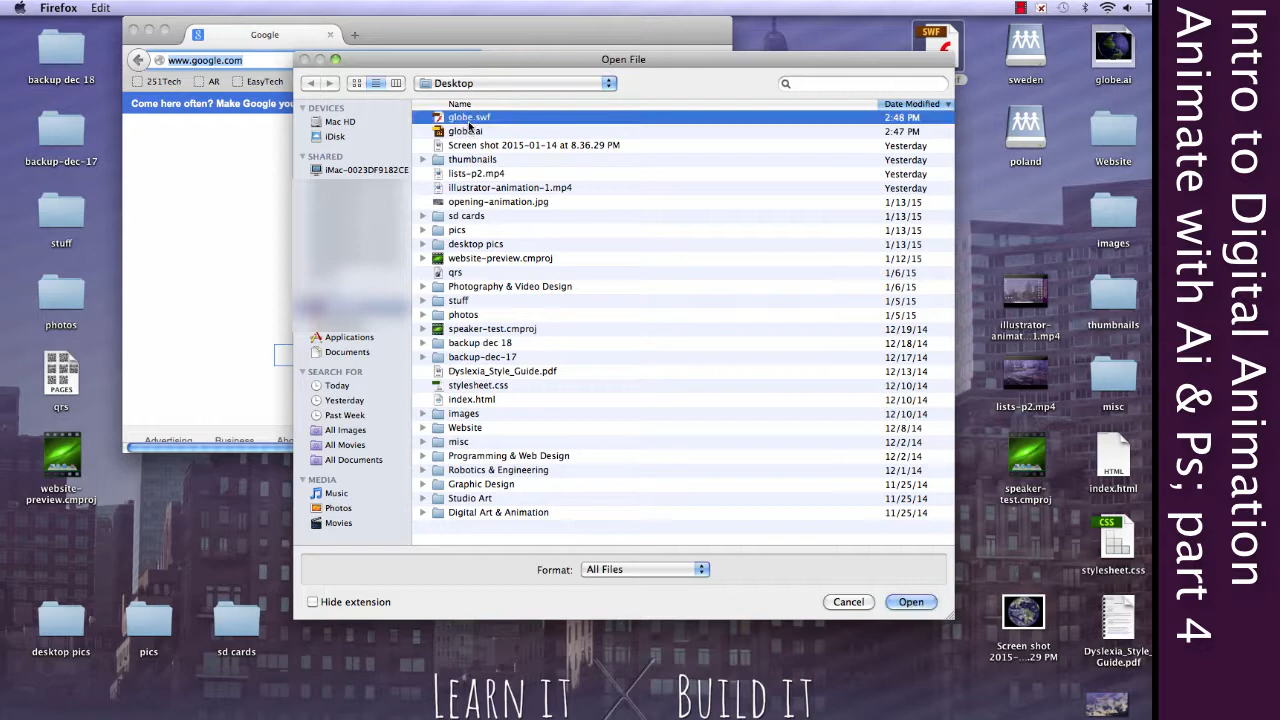 Firefox
Edit
Google
www.google.com
251Tech
AR
EasyTech
Come here often? Make Google you
Advertising
Business
Open File
Desktop
Name
Date Modified
DEVICES
Mac HD
iDisk
SHARED
iMac-0023DF9182CE
Applications
Documents
SEARCH FOR
Today
Yesterday
Past Week
All Images
All Movies
All Documents
MEDIA
Music
Photos
Movies
globe.swf 2:48 PM
globe.ai 2:47 PM
Screen shot 2015-01-14 at 8.36.29 PM Yesterday
thumbnails Yesterday
lists-p2.mp4 Yesterday
illustrator-animation-1.mp4 Yesterday
opening-animation.jpg 1/13/15
sd cards 1/13/15
pics 1/13/15
desktop pics 1/13/15
website-preview.cmproj 1/12/15
qrs 1/6/15
Photography & Video Design 1/6/15
stuff 1/5/15
photos 1/5/15
speaker-test.cmproj 12/19/14
backup dec 18 12/18/14
backup-dec-17 12/17/14
Dyslexia_Style_Guide.pdf 12/13/14
stylesheet.css 12/10/14
index.html 12/10/14
images 12/10/14
Website 12/8/14
misc 12/2/14
Programming & Web Design 12/2/14
Robotics & Engineering 12/1/14
Graphic Design 11/25/14
Studio Art 11/25/14
Digital Art & Animation 11/25/14
Format: All Files
Hide extension
Cancel
Open
backup dec 18
backup-dec-17
stuff
photos
PAGES
qrs
website-
preview.cmproj
desktop pics
pics
sd cards
SWF
sweden
globe.ai
poland
Website
images
illustrator-
animat...1.mp4
thumbnails
lists-p2.mp4
misc
HTML
speaker-
test.cmproj
index.html
CSS
stylesheet.css
Screen shot
2015-....29 PM
Dyslexia_Style_
Guide.pdf
LEARN IT
BUILD IT
Intro to Digital Animation
Animate with Ai & Ps; part 4